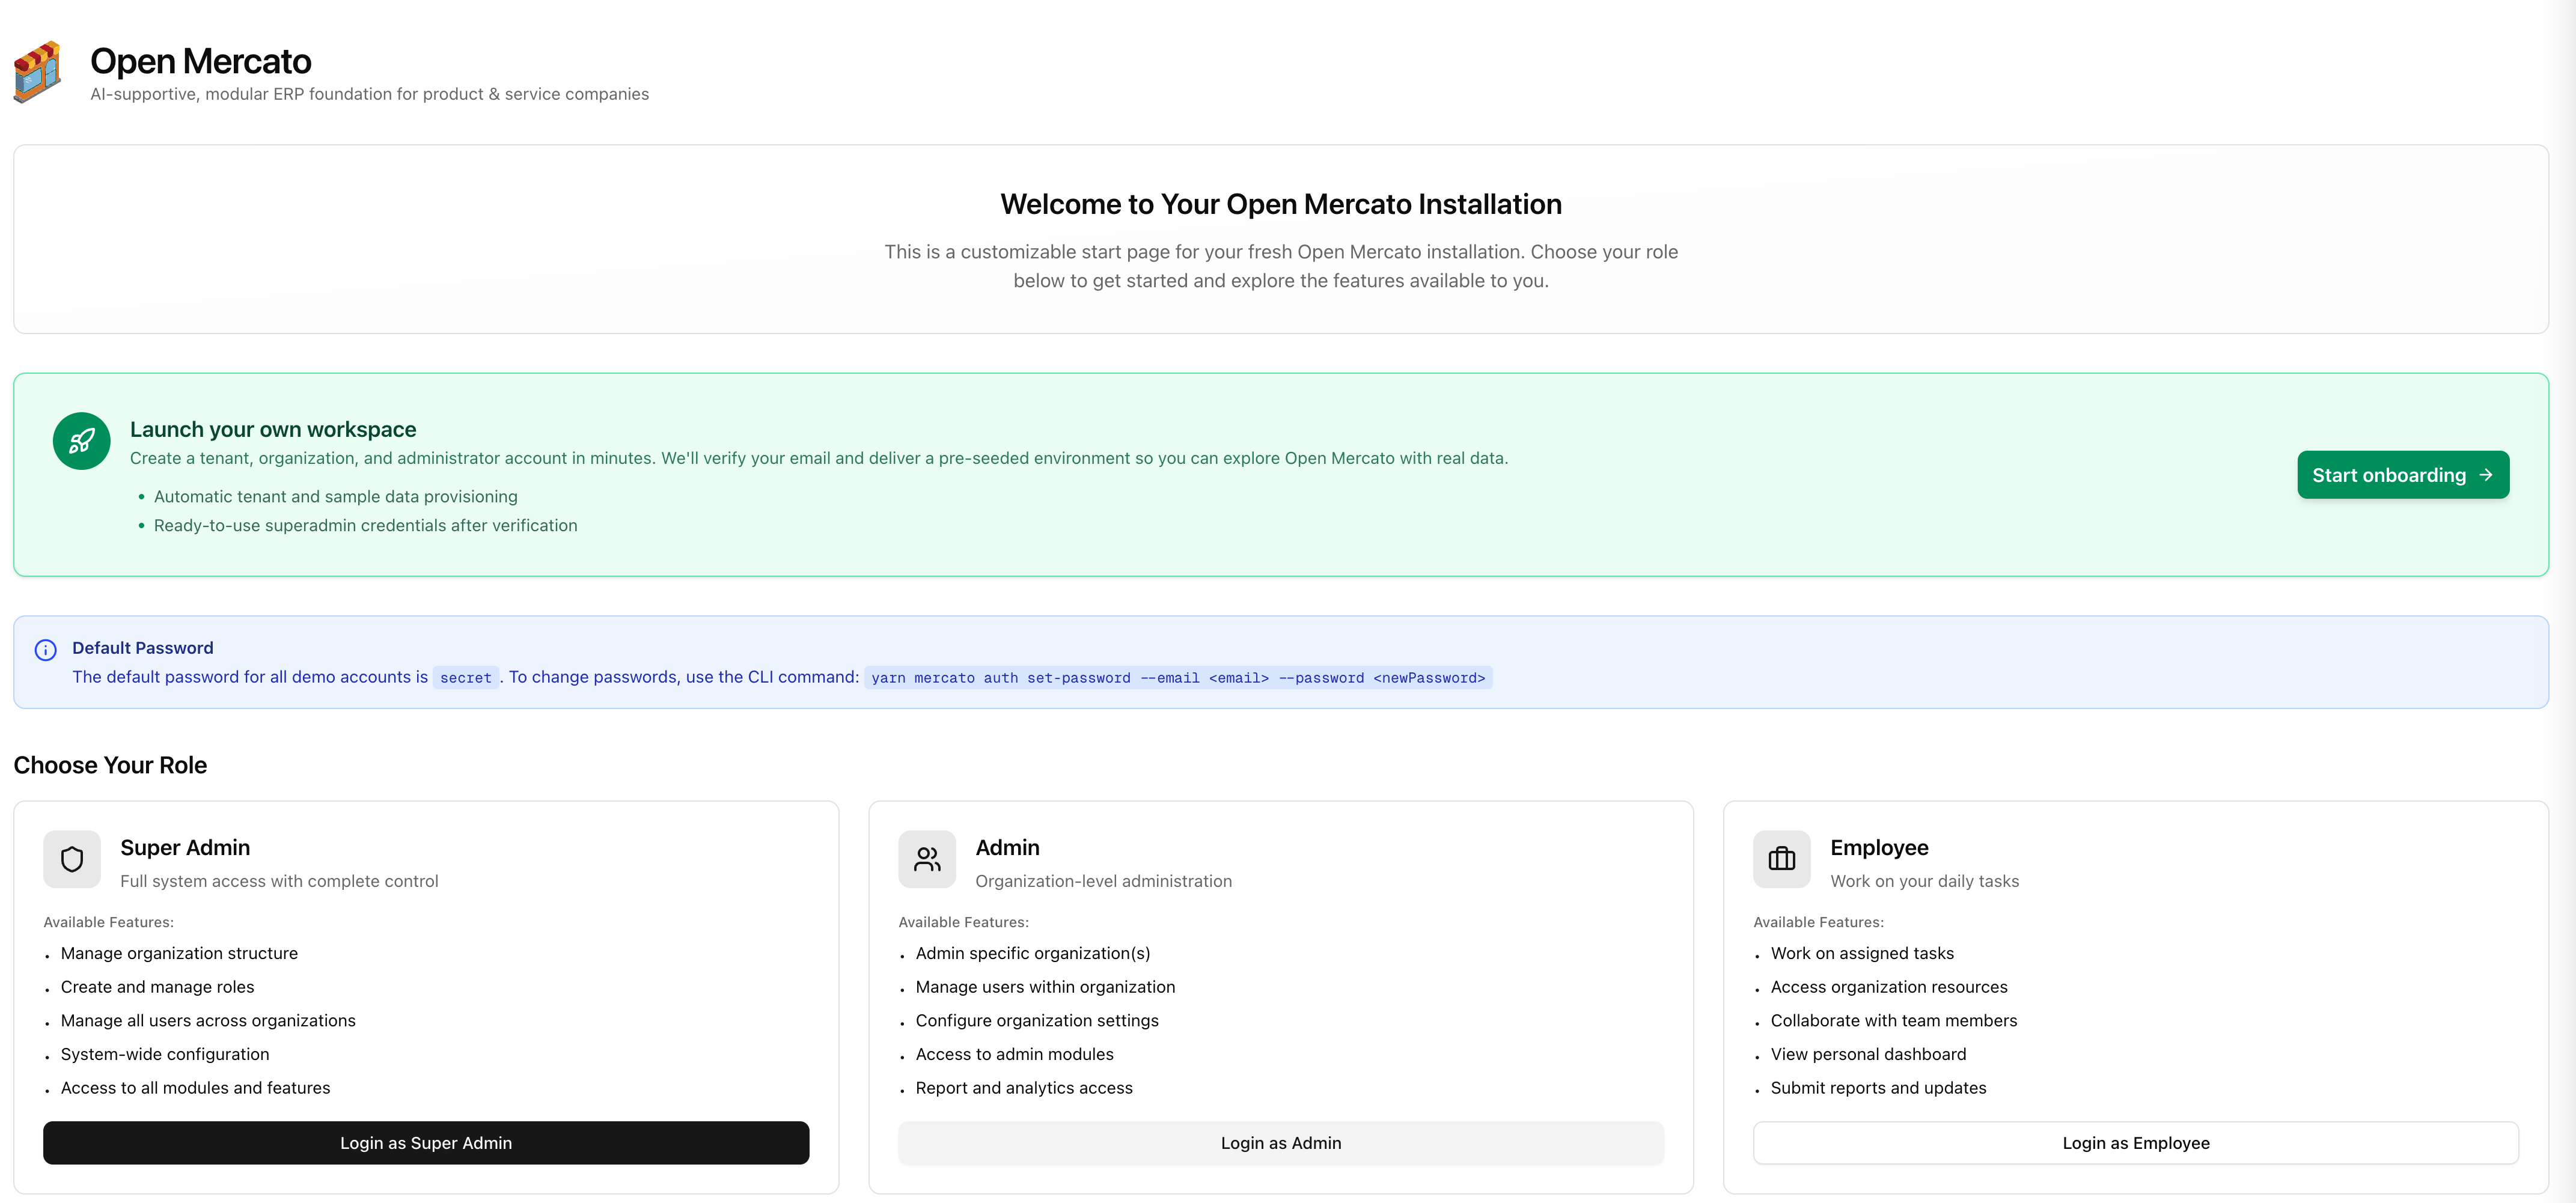 Open Mercato
AI-supportive, modular ERP foundation for product & service companies
Welcome to Your Open Mercato Installation
This is a customizable start page for your fresh Open Mercato installation. Choose your role
below to get started and explore the features available to you.
Launch your own workspace
Create a tenant, organization, and administrator account in minutes. We'll verify your email and deliver a pre-seeded environment so you can explore Open Mercato with real data.
• Automatic tenant and sample data provisioning
• Ready-to-use superadmin credentials after verification
Start onboarding →
Default Password
The default password for all demo accounts is secret. To change passwords, use the CLI command: yarn mercato auth set-password --email <email> --password <newPassword>
Choose Your Role
Super Admin
Full system access with complete control
Available Features:
• Manage organization structure
• Create and manage roles
• Manage all users across organizations
• System-wide configuration
• Access to all modules and features
Login as Super Admin
Admin
Organization-level administration
Available Features:
• Admin specific organization(s)
• Manage users within organization
• Configure organization settings
• Access to admin modules
• Report and analytics access
Login as Admin
Employee
Work on your daily tasks
Available Features:
• Work on assigned tasks
• Access organization resources
• Collaborate with team members
• View personal dashboard
• Submit reports and updates
Login as Employee